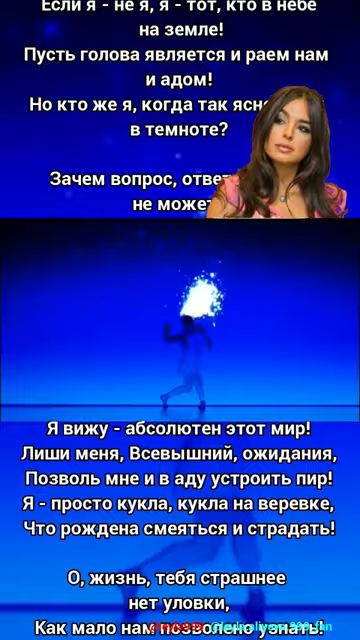 Если я - не я, я - тот, кто в небе
на земле!
Пусть голова является и раем нам
и адом!
Но кто же я, когда так
в темноте?
Зачем вопрос,
не может
Я вижу - абсолютен этот мир!
Лиши меня, Всевышний, ожидания,
Позволь мне и в аду устроить пир!
Я - просто кукла, кукла на веревке,
Что рождена смеяться и страдать!
О, жизнь, тебя страшнее
нет уловки,
Как мало нам позволено узнать!